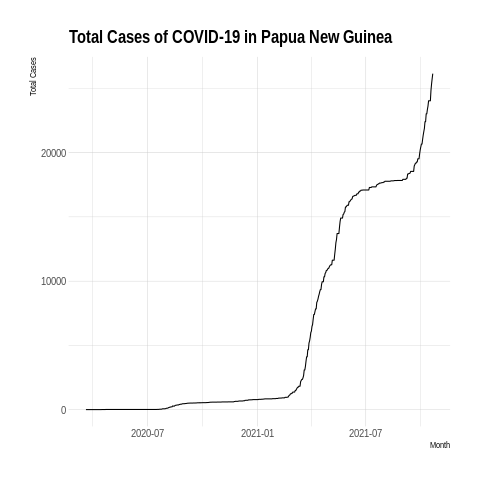 Total Cases of COVID-19 in Papua New Guinea
Total Cases
20000
10000
0
2020-07 2021-01 2021-07
Month